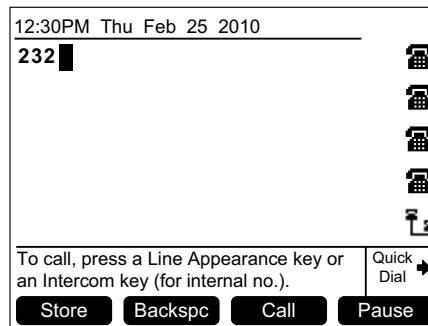 12:30PM Thu Feb 25 2010
232
To call, press a Line Appearance key or
an Intercom key (for internal no.).
Quick
Dial
Store Backspc Call Pause